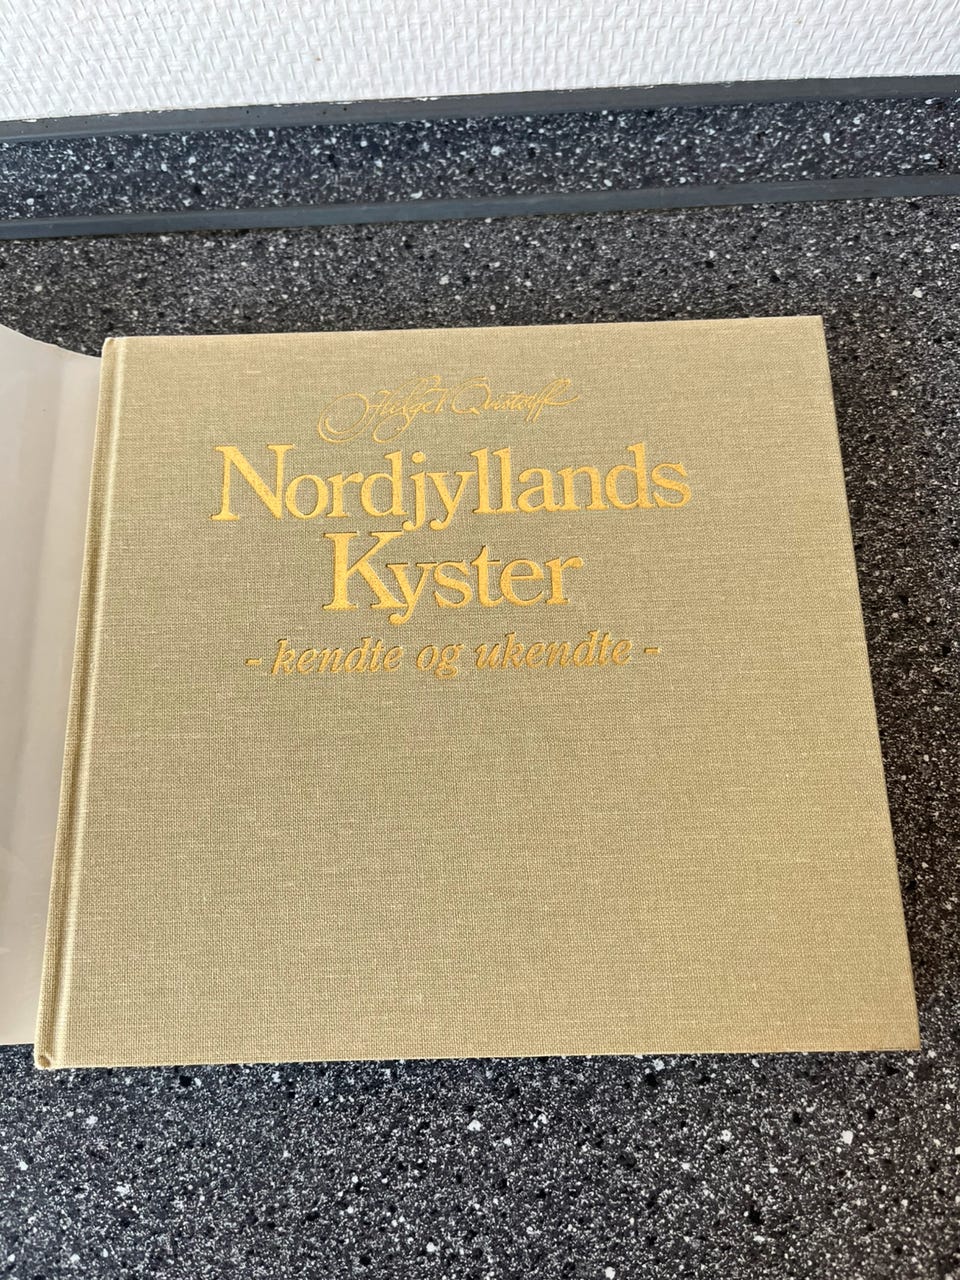 Helge T. Qvistorff
Nordjyllands
Kyster
- kendte og ukendte -